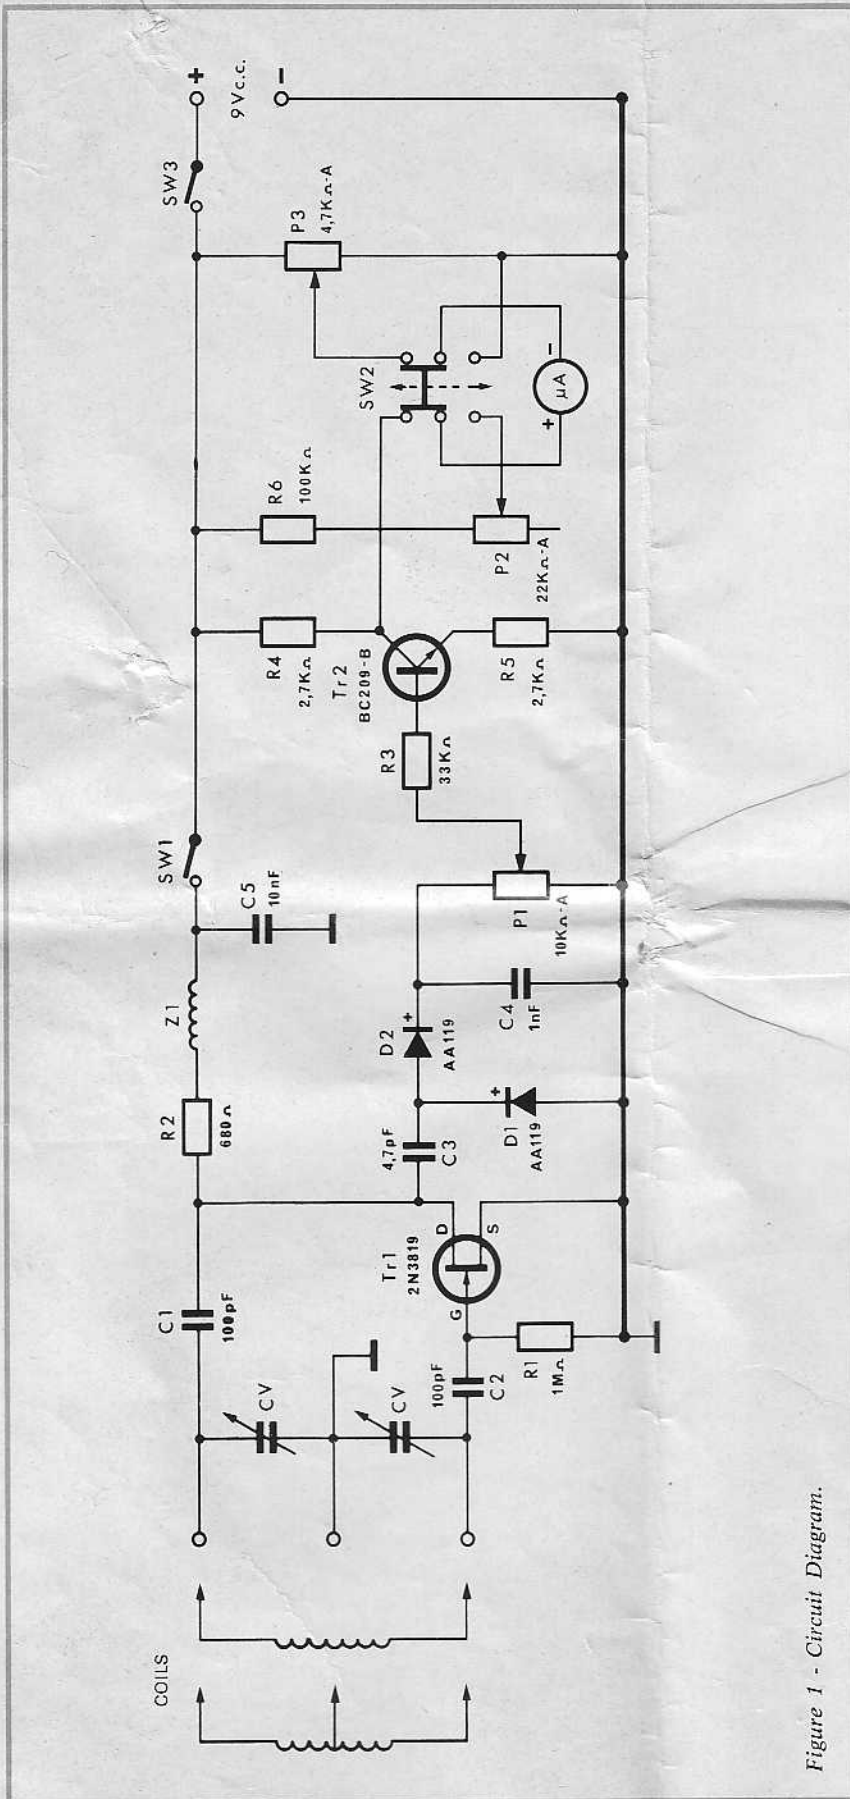 COILS
CV
CV
C1
100pF
100pF
C2
R1
1MΩ
Tr1
2N3819
G
D
S
R2
680Ω
4,7pF
C3
D1
AA119
+
Z1
D2
AA119
+
C4
1nF
C5
10nF
SW1
P1
10KΩ-A
R3
33KΩ
Tr2
BC209-B
R4
2,7KΩ
R5
2,7KΩ
R6
100KΩ
P2
22KΩ-A
SW2
+
µA
−
P3
4,7KΩ-A
SW3
+
9Vc.c.
−
Figure 1 - Circuit Diagram.